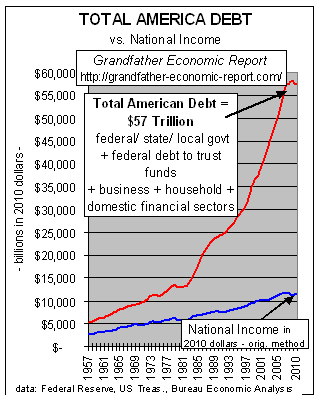 TOTAL AMERICA DEBT
vs. National Income
Grandfather Economic Report
http://grandfather-economic-report.com/
Total American Debt =
$57 Trillion
federal/ state/ local govt
+ federal debt to trust
funds
+ business + household +
domestic financial sectors
- billions in 2010 dollars -
$60,000
$55,000
$50,000
$45,000
$40,000
$35,000
$30,000
$25,000
$20,000
$15,000
$10,000
$5,000
$-
National Income in
2010 dollars - orig. method
1957
1961
1965
1969
1973
1977
1981
1985
1989
1993
1997
2001
2005
2010
data: Federal Reserve, US Treas., Bureau Economic Analysis